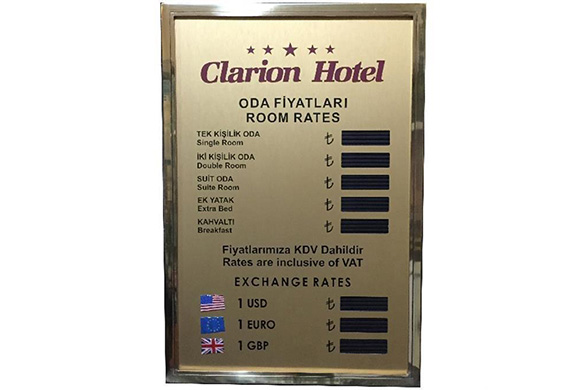 Clarion Hotel
ODA FİYATLARI
ROOM RATES
TEK KİŞİLİK ODA ₺
Single Room
İKİ KİŞİLİK ODA ₺
Double Room
SUİT ODA ₺
Suite Room
EK YATAK ₺
Extra Bed
KAHVALTI ₺
Breakfast
Fiyatlarımıza KDV Dahildir
Rates are inclusive of VAT
EXCHANGE RATES
1 USD ₺
1 EURO ₺
1 GBP ₺